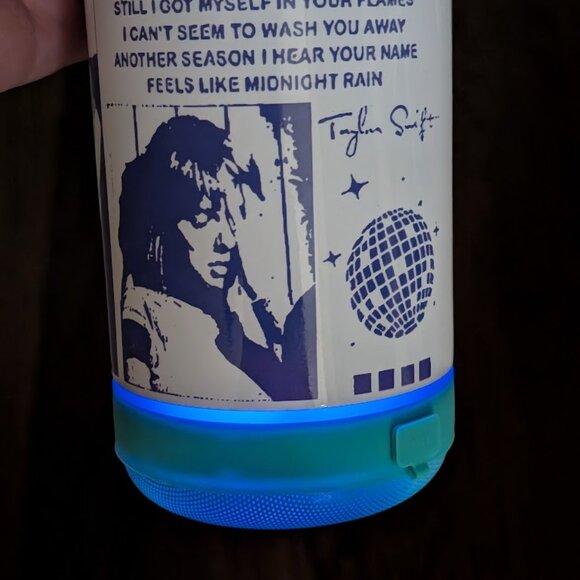 STILL I GOT MYSELF IN YOUR FLAMES
I CAN'T SEEM TO WASH YOU AWAY
ANOTHER SEASON I HEAR YOUR NAME
FEELS LIKE MIDNIGHT RAIN
Taylor Swift